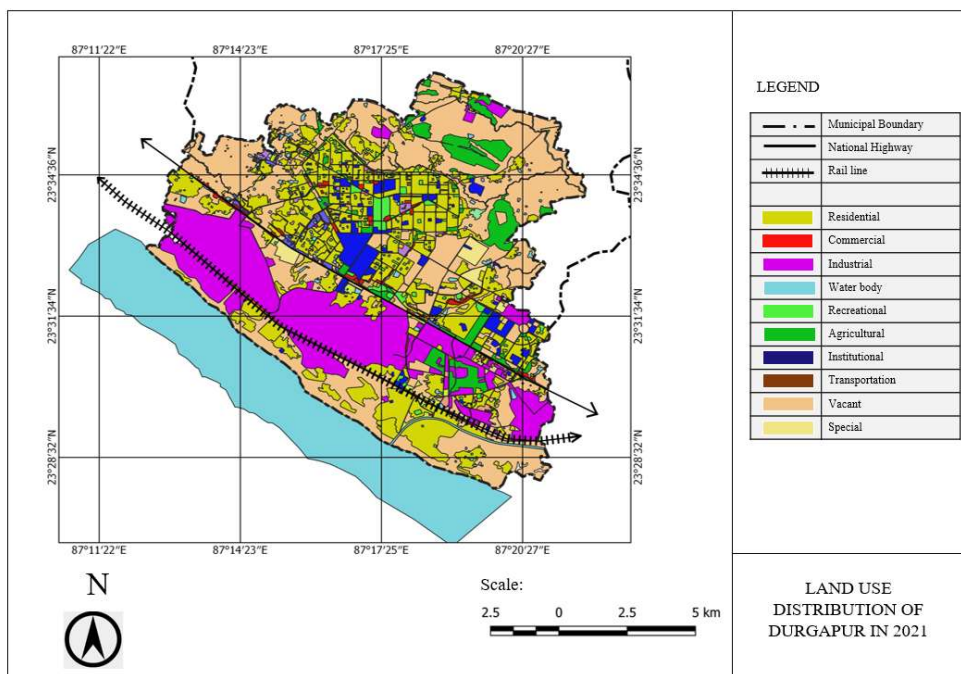 87°11′22″E 87°14′23″E 87°17′25″E 87°20′27″E
23°34′36″N 23°34′36″N
23°31′34″N 23°31′34″N
23°28′32″N 23°28′32″N
87°11′22″E 87°14′23″E 87°17′25″E 87°20′27″E
N
Scale:
2.5 0 2.5 5 km
LEGEND
Municipal Boundary
National Highway
Rail line
Residential
Commercial
Industrial
Water body
Recreational
Agricultural
Institutional
Transportation
Vacant
Special
LAND USE
DISTRIBUTION OF
DURGAPUR IN 2021